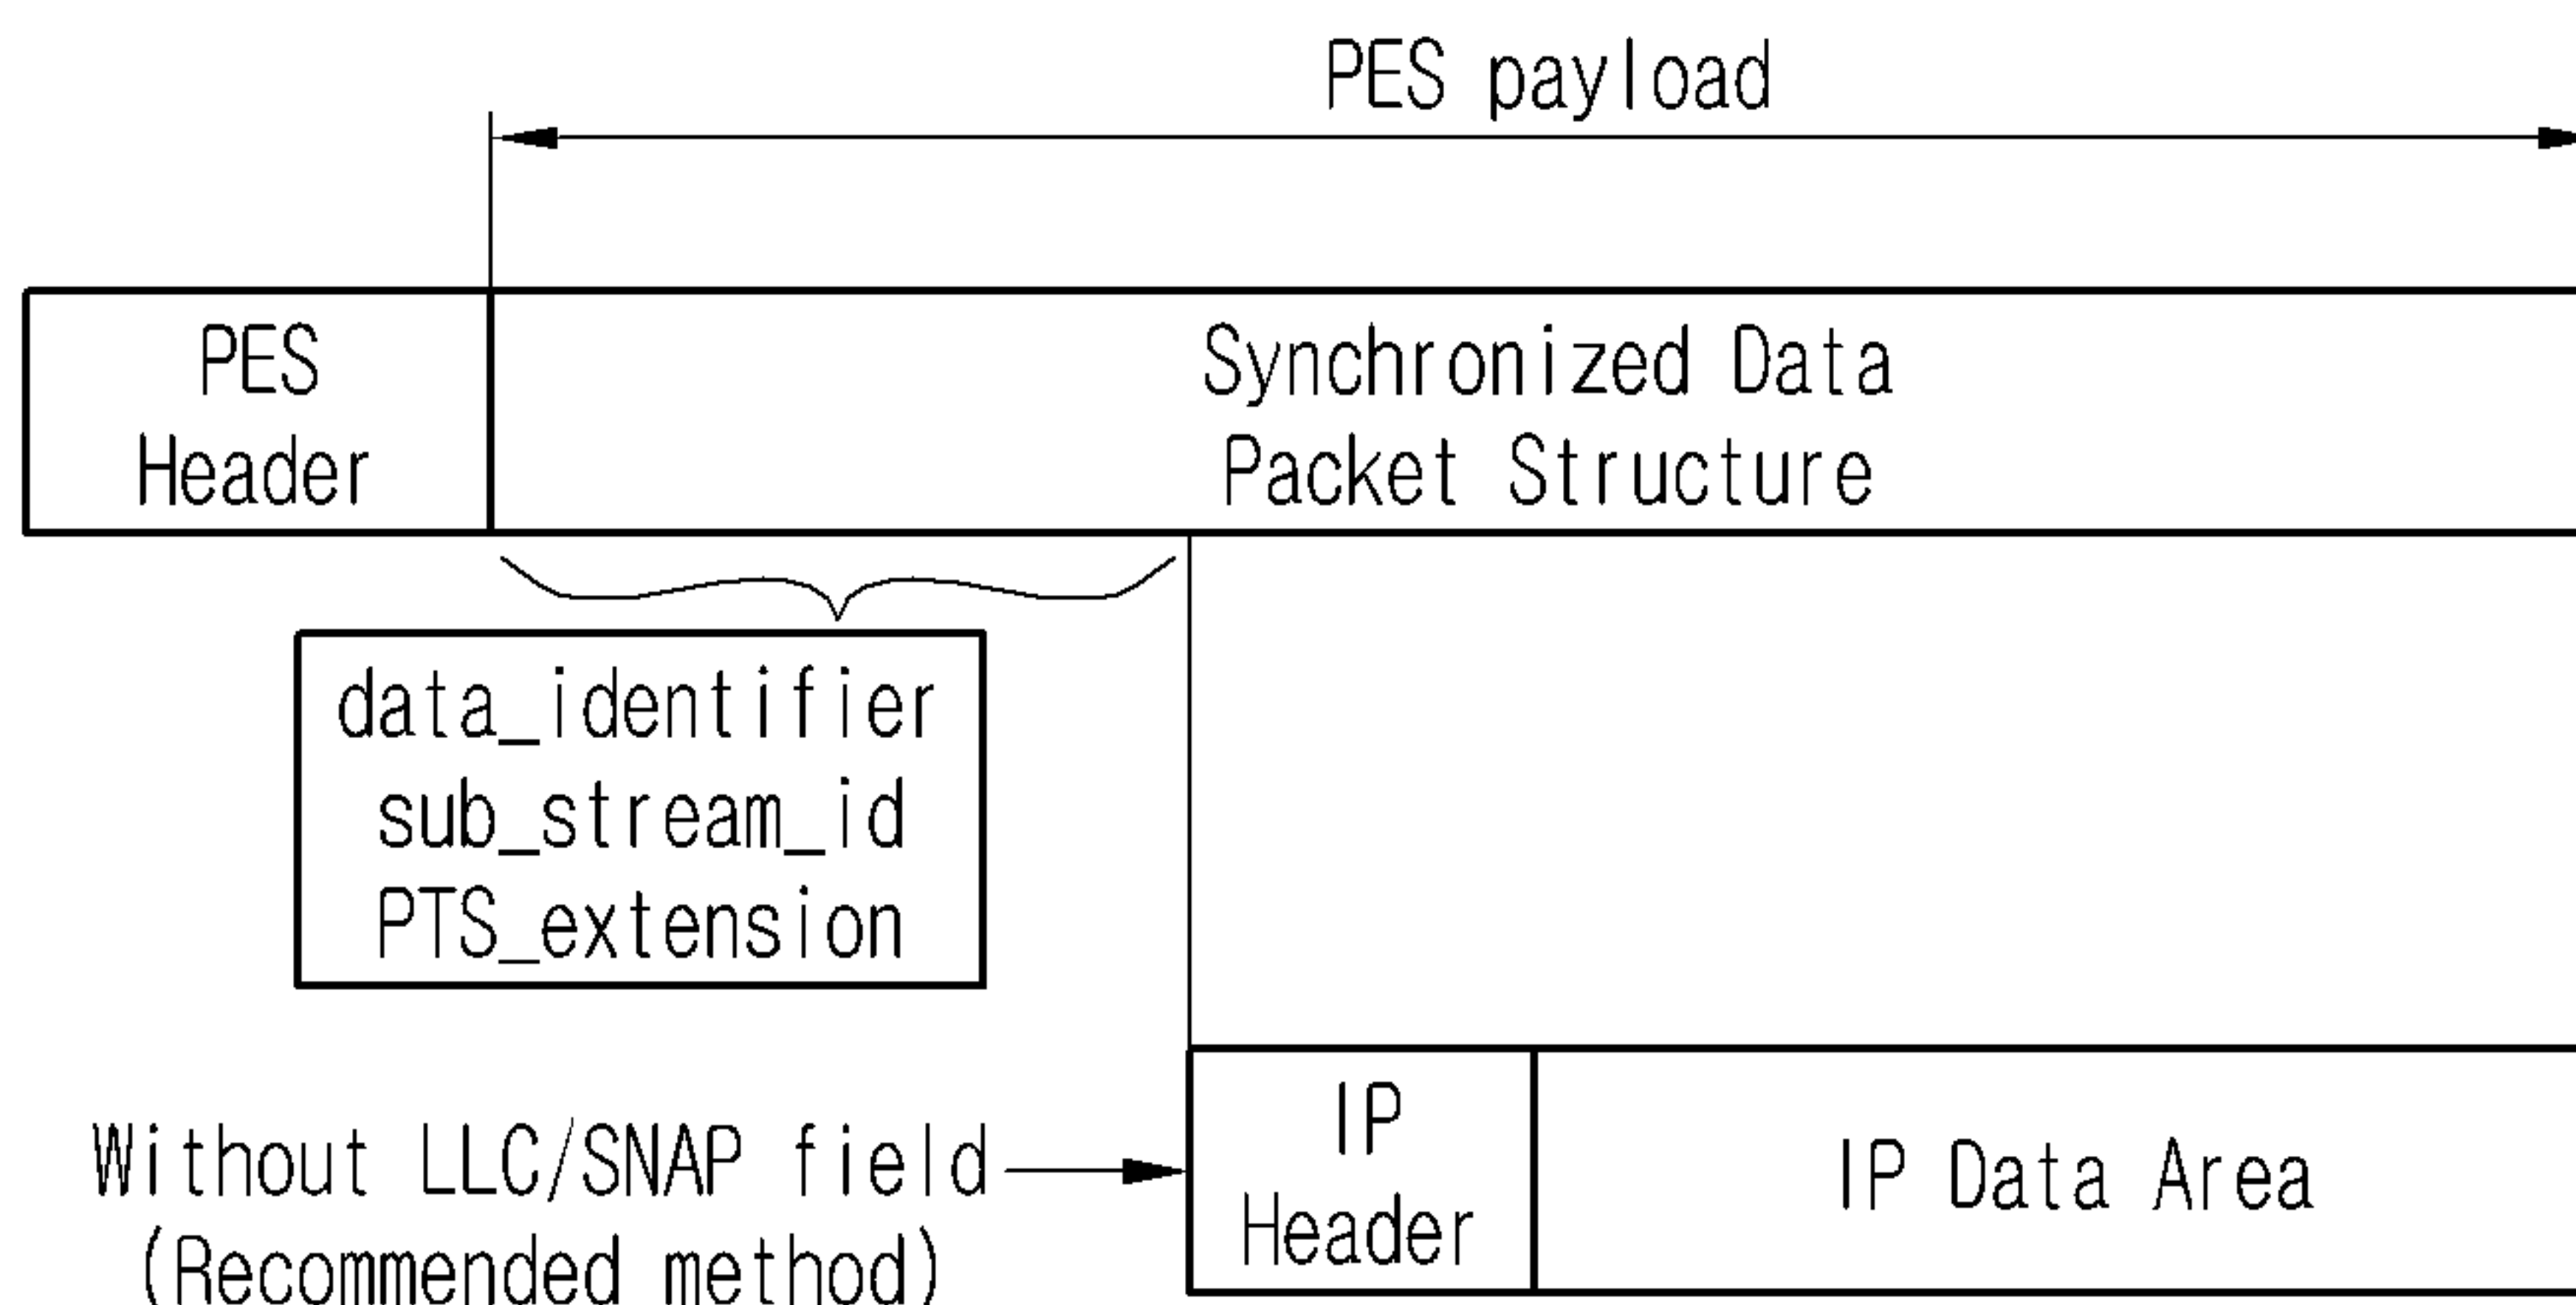 PES payload
PES
Header
Synchronized Data
Packet Structure
data_identifier
sub_stream_id
PTS_extension
Without LLC/SNAP field
(Recommended method)
IP
Header
IP Data Area